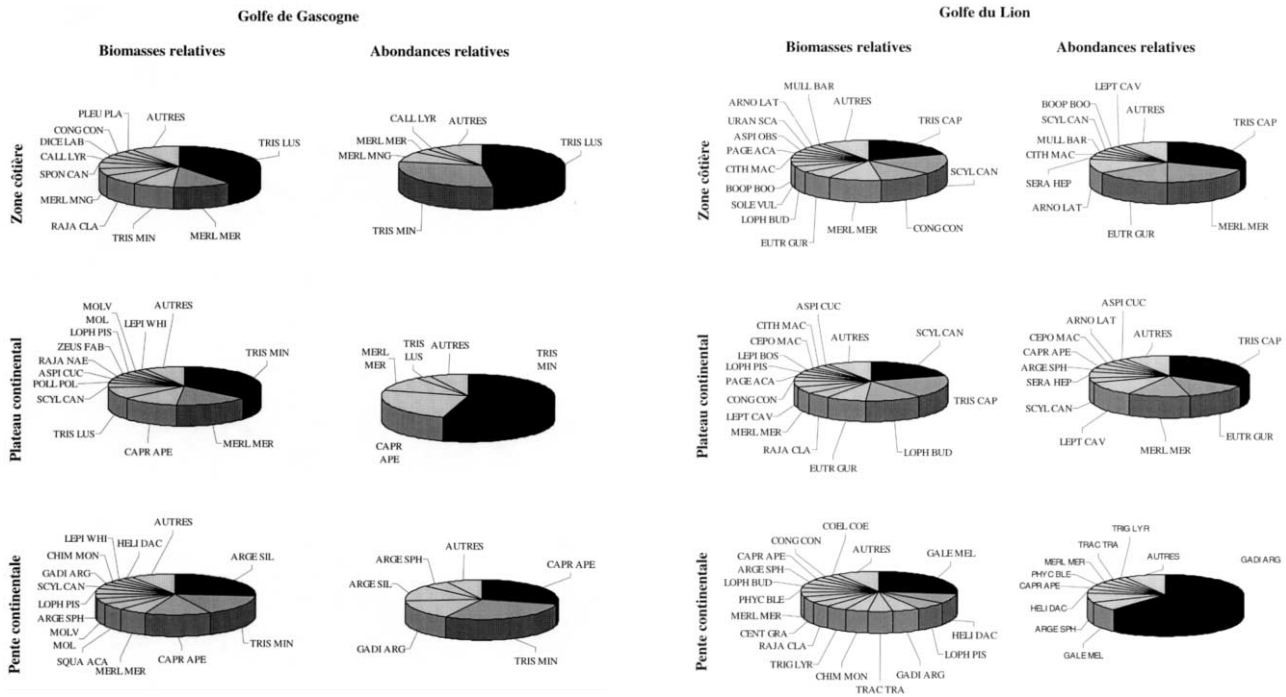 Golfe de Gascogne
Biomasses relatives
Abondances relatives
Zone côtière
PLEU PLA
AUTRES
CONG CON
DICE LAB
CALL LYR
SPON CAN
MERL MNG
RAJA CLA
TRIS MIN
MERL MER
TRIS LUS
CALL LYR
AUTRES
MERL MER
MERL MNG
TRIS LUS
TRIS MIN
Plateau continental
MOLV
MOL
AUTRES
LEPI WHI
LOPH PIS
ZEUS FAB
RAJA NAE
ASPI CUC
POLL POL
SCYL CAN
TRIS LUS
CAPR APE
MERL MER
TRIS MIN
MERL
MER
TRIS
LUS
AUTRES
TRIS
MIN
CAPR
APE
Pente continentale
AUTRES
LEPI WHI
HELI DAC
CHIM MON
GADI ARG
SCYL CAN
LOPH PIS
ARGE SPH
MOLV
MOL
SQUA ACA
MERL MER
CAPR APE
TRIS MIN
ARGE SIL
AUTRES
ARGE SPH
ARGE SIL
GADI ARG
TRIS MIN
CAPR APE
Golfe du Lion
Biomasses relatives
Abondances relatives
Zone côtière
MULL BAR
ARNO LAT
AUTRES
URAN SCA
ASPI OBS
PAGE ACA
CITH MAC
BOOP BOO
SOLE VUL
LOPH BUD
EUTR GUR
MERL MER
CONG CON
SCYL CAN
TRIS CAP
LEPT CAV
BOOP BOO
AUTRES
SCYL CAN
MULL BAR
CITH MAC
SERA HEP
ARNO LAT
EUTR GUR
MERL MER
TRIS CAP
Plateau continental
ASPI CUC
CITH MAC
AUTRES
CEPO MAC
LEPI BOS
LOPH PIS
PAGE ACA
CONG CON
LEPT CAV
MERL MER
RAJA CLA
EUTR GUR
LOPH BUD
TRIS CAP
SCYL CAN
ASPI CUC
ARNO LAT
AUTRES
CEPO MAC
CAPR APE
ARGE SPH
SERA HEP
SCYL CAN
LEPT CAV
MERL MER
EUTR GUR
TRIS CAP
Pente continentale
COEL COE
CONG CON
AUTRES
CAPR APE
ARGE SPH
LOPH BUD
PHYC BLE
MERL MER
CENT GRA
RAJA CLA
TRIG LYR
CHIM MON
TRAC TRA
GADI ARG
LOPH PIS
HELI DAC
GALE MEL
TRIG LYR
TRAC TRA
AUTRES
MERL MER
PHYC BLE
CAPR APE
HELI DAC
ARGE SPH
GALE MEL
GADI ARG